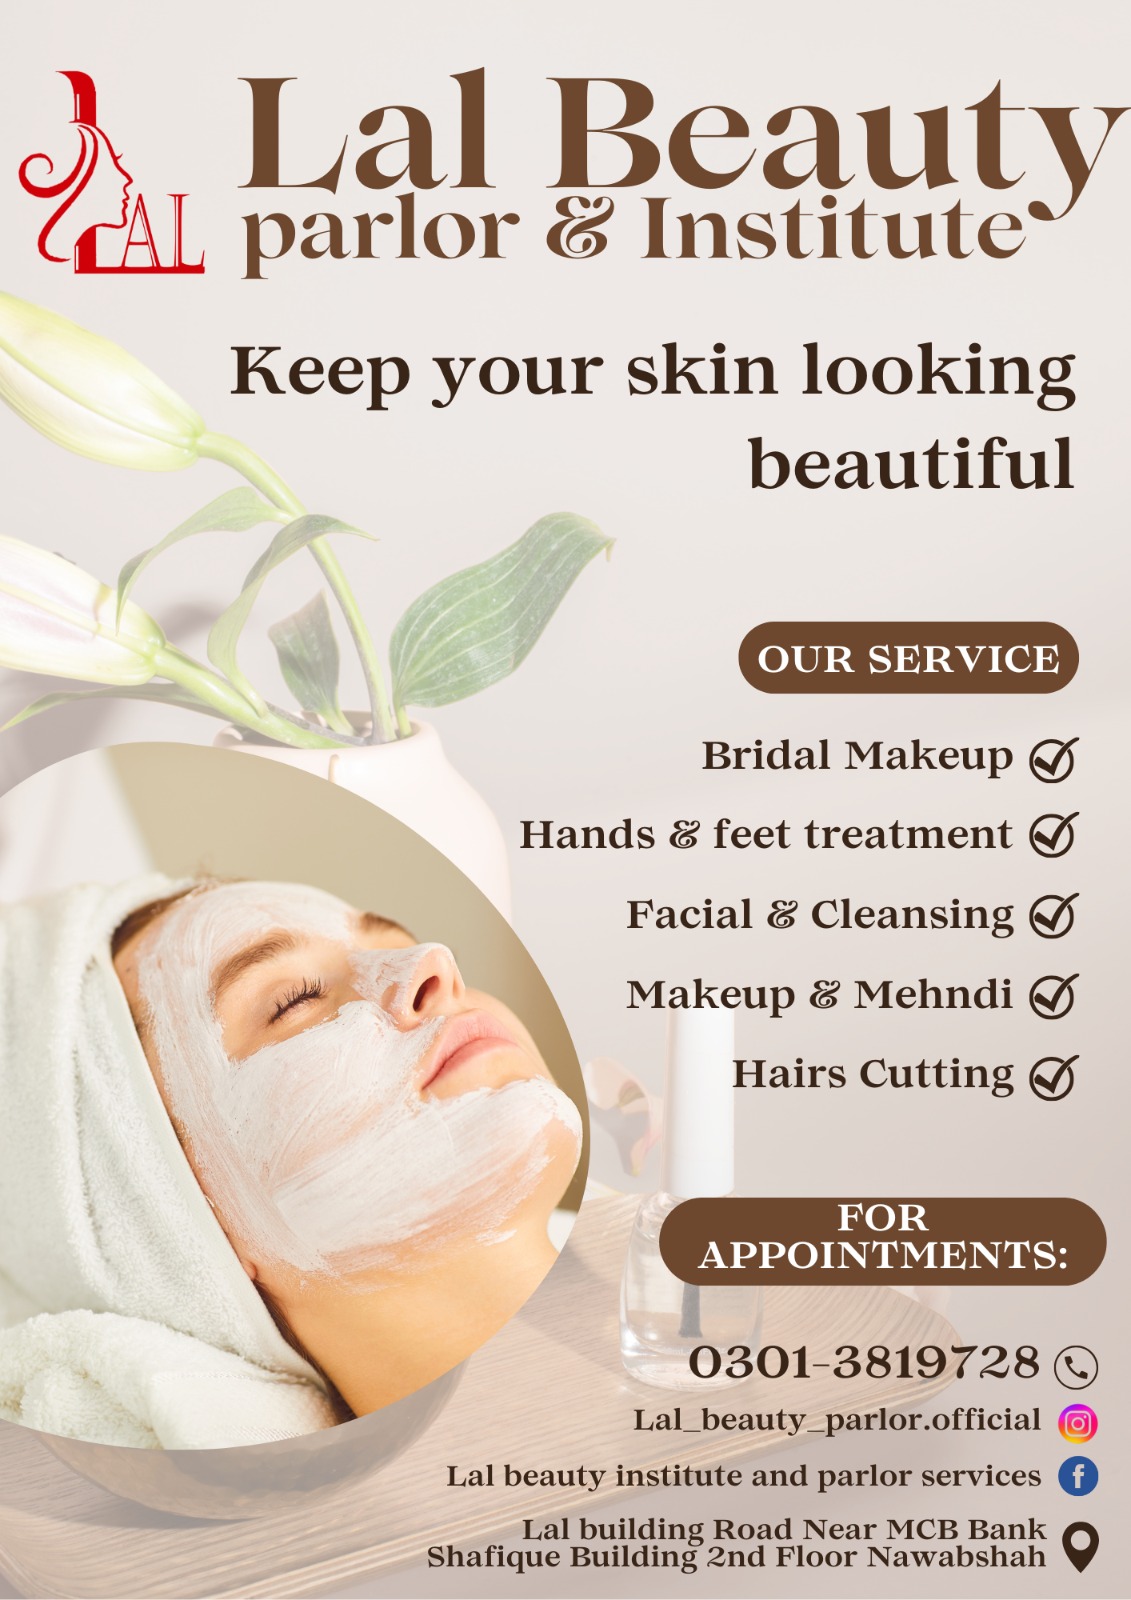 LAL
Lal Beauty
parlor & Institute
Keep your skin looking
beautiful
OUR SERVICE
Bridal Makeup
Hands & feet treatment
Facial & Cleansing
Makeup & Mehndi
Hairs Cutting
FOR
APPOINTMENTS:
0301-3819728
Lal_beauty_parlor.official
Lal beauty institute and parlor services
Lal building Road Near MCB Bank
Shafique Building 2nd Floor Nawabshah